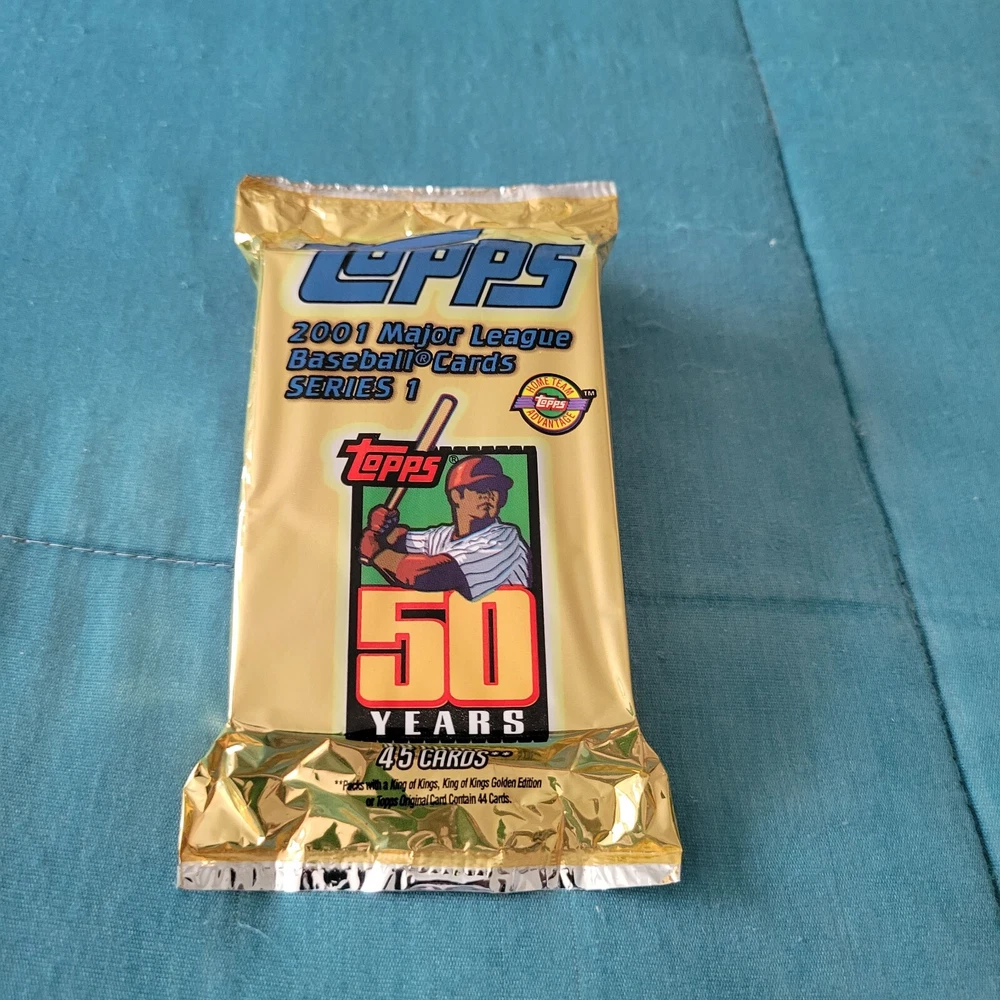 TOPPS
2001 Major League
Baseball® Cards
SERIES 1
HOME TEAM
TOPPS
ADVANTAGE
TM
TOPPS®
50
YEARS
45 CARDS**
**Packs with a King of Kings, King of Kings Golden Edition
or Topps Original Card Contain 44 Cards.